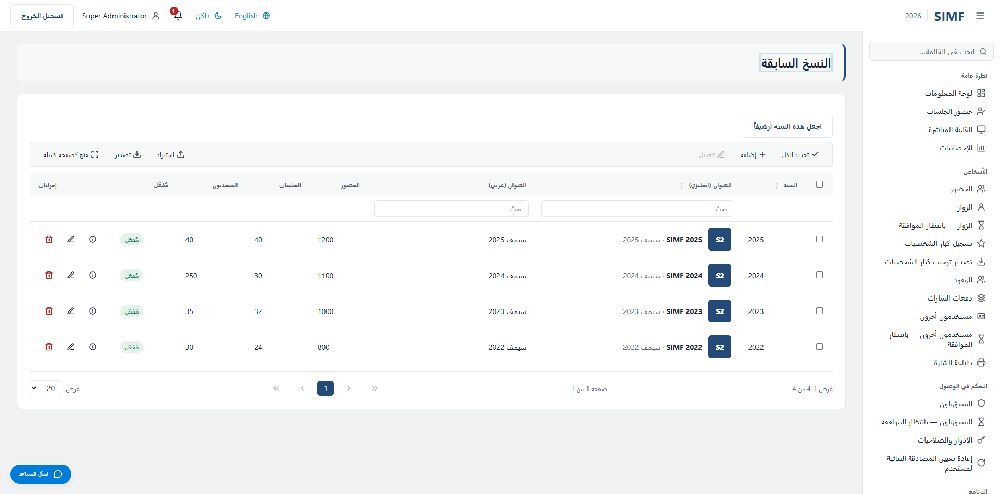 SIMF
2026
English
داكن
1
Super Administrator
تسجيل الخروج
ابحث في القائمة...
نظرة عامة
لوحة المعلومات
حضور الجلسات
القاعة المباشرة
الإحصائيات
الأشخاص
الحضور
الزوار
الزوار — بانتظار الموافقة
تسجيل كبار الشخصيات
تصدير ترحيب كبار الشخصيات
الوفود
دفعات الشارات
مستخدمون آخرون
مستخدمون آخرون — بانتظار
الموافقة
طباعة الشارة
التحكم في الوصول
المسؤولون
المسؤولون — بانتظار الموافقة
الأدوار والصلاحيات
إعادة تعيين المصادقة الثنائية
لمستخدم
البرنامج
النسخ السابقة
اجعل هذه السنة أرشيفاً
تحديد الكل
إضافة
تعديل
استيراد
تصدير
فتح كصفحة كاملة
السنة
العنوان (إنجليزي)
العنوان (عربي)
الحضور
الجلسات
المتحدثون
مُفعّل
إجراءات
بحث
بحث
2025 S2 SIMF 2025 · سيمف 2025 سيمف 2025 1200 40 40 مُفعّل
2024 S2 SIMF 2024 · سيمف 2024 سيمف 2024 1100 30 250 مُفعّل
2023 S2 SIMF 2023 · سيمف 2023 سيمف 2023 1000 32 35 مُفعّل
2022 S2 SIMF 2022 · سيمف 2022 سيمف 2022 800 24 30 مُفعّل
عرض 1–4 من 4
صفحة 1 من 1
« ‹ 1 › »
عرض 20
اسأل المساعد